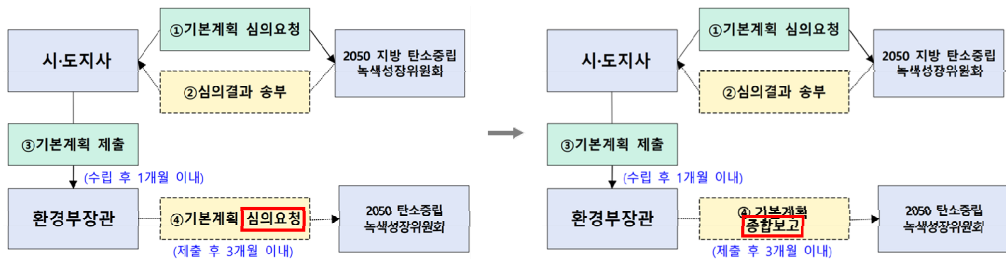 ①기본계획 심의요청
시·도지사
2050 지방 탄소중립
녹색성장위원회
②심의결과 송부
③기본계획 제출
(수립 후 1개월 이내)
환경부장관
④기본계획 심의요청
2050 탄소중립
녹색성장위원회
(제출 후 3개월 이내)
①기본계획 심의요청
시·도지사
2050 지방 탄소중립
녹색성장위원회
②심의결과 송부
③기본계획 제출
(수립 후 1개월 이내)
환경부장관
④ 기본계획
종합보고
2050 탄소중립
녹색성장위원회
(제출 후 3개월 이내)